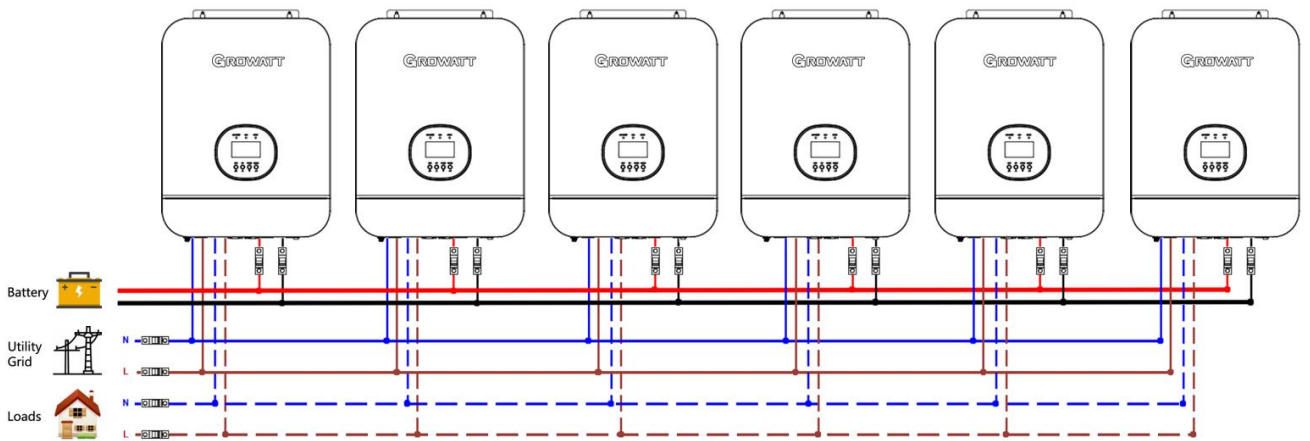 GROWATT GROWATT GROWATT GROWATT GROWATT GROWATT
Battery
+ -
Utility
Grid
N
L
Loads
N
L